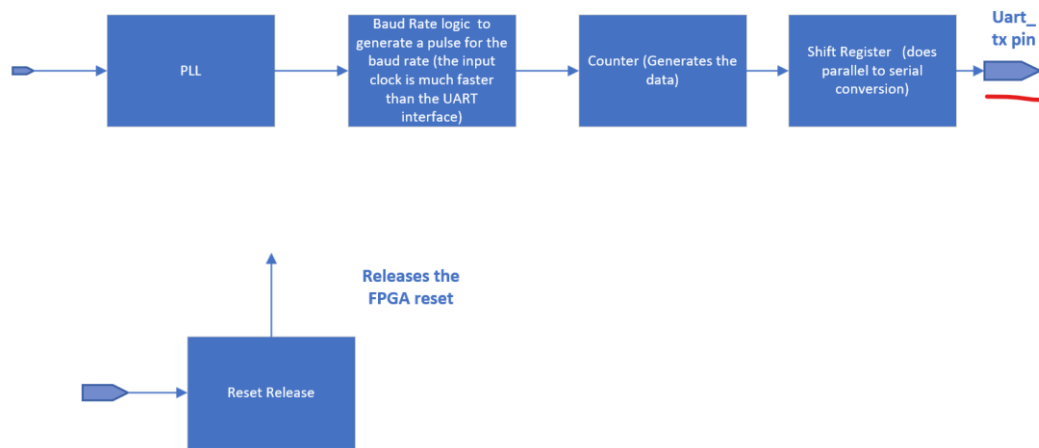 PLL
Baud Rate logic to
generate a pulse for the
baud rate (the input
clock is much faster
than the UART
interface)
Counter (Generates the
data)
Shift Register (does
parallel to serial
conversion)
Uart_
tx pin
Releases the
FPGA reset
Reset Release